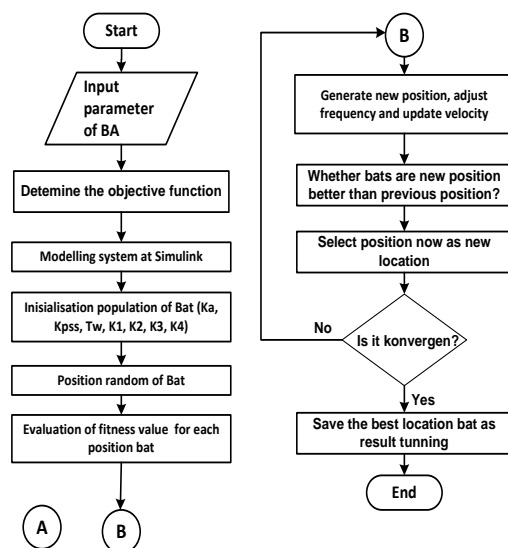 Start
Input
parameter
of BA
Detemine the objective function
Modelling system at Simulink
Inisialisation population of Bat (Ka,
Kpss, Tw, K1, K2, K3, K4)
Position random of Bat
Evaluation of fitness value for each
position bat
A
B
B
Generate new position, adjust
frequency and update velocity
Whether bats are new position
better than previous position?
Select position now as new
location
No
Is it konvergen?
Yes
Save the best location bat as
result tunning
End